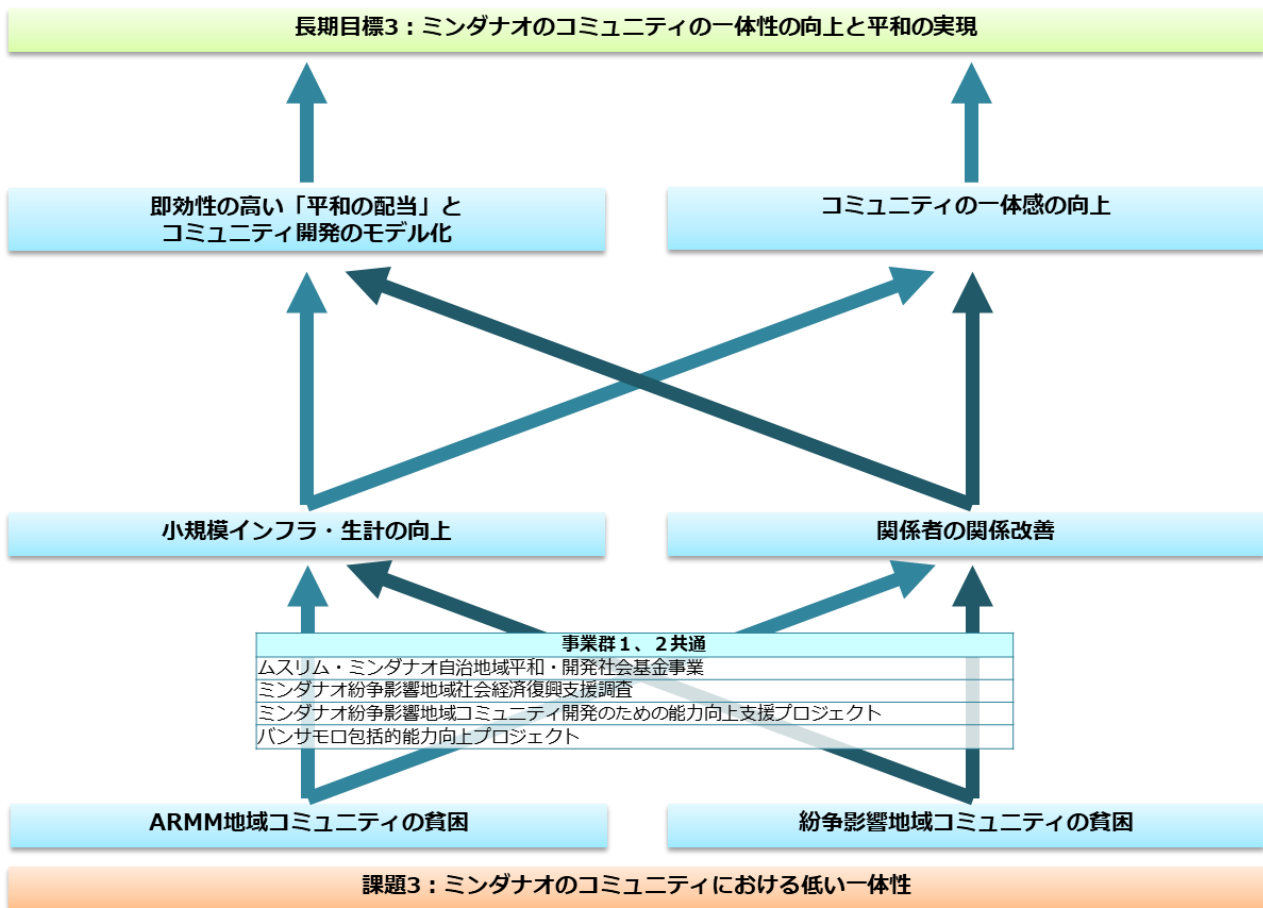 長期目標3：ミンダナオのコミュニティの一体性の向上と平和の実現
即効性の高い「平和の配当」と
コミュニティ開発のモデル化
コミュニティの一体感の向上
小規模インフラ・生計の向上
関係者の関係改善
事業群１、２共通
ムスリム・ミンダナオ自治地域平和・開発社会基金事業
ミンダナオ紛争影響地域社会経済復興支援調査
ミンダナオ紛争影響地域コミュニティ開発のための能力向上支援プロジェクト
バンサモロ包括的能力向上プロジェクト
ARMM地域コミュニティの貧困
紛争影響地域コミュニティの貧困
課題3：ミンダナオのコミュニティにおける低い一体性